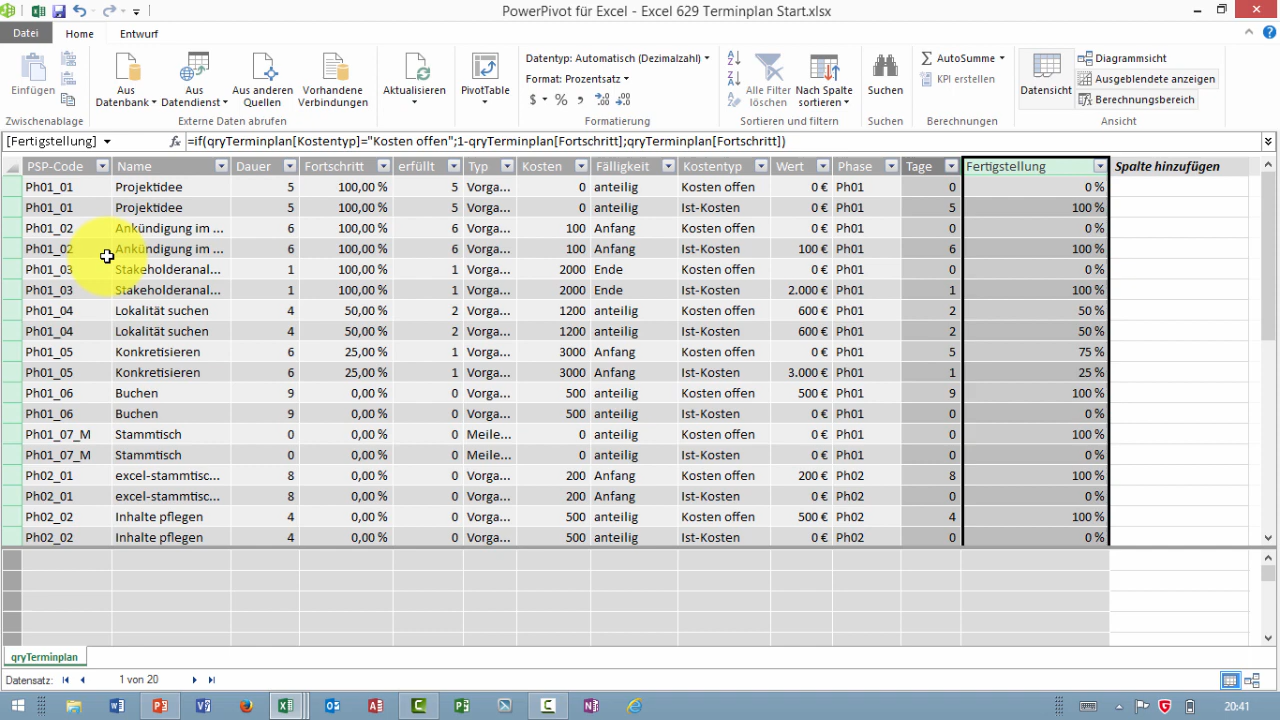 PowerPivot für Excel - Excel 629 Terminplan Start.xlsx
Datei Home Entwurf
Einfügen
Zwischenablage
Aus Datenbank
Aus Datendienst
Aus anderen Quellen
Vorhandene Verbindungen
Externe Daten abrufen
Aktualisieren
PivotTable
Datentyp: Automatisch (Dezimalzahl)
Format: Prozentsatz
$ % ,00 →,0 ,0 →,00
Formatierung
Alle Filter löschen
Nach Spalte sortieren
Sortieren und filtern
Suchen
Suchen
AutoSumme
KPI erstellen
Berechnungen
Datensicht
Diagrammsicht
Ausgeblendete anzeigen
Berechnungsbereich
Ansicht
[Fertigstellung] fx =if(qryTerminplan[Kostentyp]="Kosten offen";1-qryTerminplan[Fortschritt];qryTerminplan[Fortschritt])
PSP-Code Name Dauer Fortschritt erfüllt Typ Kosten Fälligkeit Kostentyp Wert Phase Tage Fertigstellung Spalte hinzufügen
Ph01_01 Projektidee 5 100,00 % 5 Vorga... 0 anteilig Kosten offen 0 € Ph01 0 0 %
Ph01_01 Projektidee 5 100,00 % 5 Vorga... 0 anteilig Ist-Kosten 0 € Ph01 5 100 %
Ph01_02 Ankündigung im ... 6 100,00 % 6 Vorga... 100 anteilig Kosten offen 0 € Ph01 0 0 %
Ph01_02 Ankündigung im ... 6 100,00 % 6 Vorga... 100 anteilig Ist-Kosten 100 € Ph01 6 100 %
Ph01_03 Stakeholderanal... 1 100,00 % 1 Vorga... 2000 Ende Kosten offen 0 € Ph01 0 0 %
Ph01_03 Stakeholderanal... 1 100,00 % 1 Vorga... 2000 Ende Ist-Kosten 2.000 € Ph01 1 100 %
Ph01_04 Lokalität suchen 4 50,00 % 2 Vorga... 1200 anteilig Kosten offen 600 € Ph01 2 50 %
Ph01_04 Lokalität suchen 4 50,00 % 2 Vorga... 1200 anteilig Ist-Kosten 600 € Ph01 2 50 %
Ph01_05 Konkretisieren 6 25,00 % 1 Vorga... 3000 Anfang Kosten offen 0 € Ph01 5 75 %
Ph01_05 Konkretisieren 6 25,00 % 1 Vorga... 3000 Anfang Ist-Kosten 3.000 € Ph01 1 25 %
Ph01_06 Buchen 9 0,00 % 0 Vorga... 500 anteilig Kosten offen 500 € Ph01 9 100 %
Ph01_06 Buchen 9 0,00 % 0 Vorga... 500 anteilig Ist-Kosten 0 € Ph01 0 0 %
Ph01_07_M Stammtisch 0 0,00 % 0 Meile... 0 anteilig Kosten offen 0 € Ph01 0 100 %
Ph01_07_M Stammtisch 0 0,00 % 0 Meile... 0 anteilig Ist-Kosten 0 € Ph01 0 0 %
Ph02_01 excel-stammtisc... 8 0,00 % 0 Vorga... 200 Anfang Kosten offen 200 € Ph02 8 100 %
Ph02_01 excel-stammtisc... 8 0,00 % 0 Vorga... 200 Anfang Ist-Kosten 0 € Ph02 0 0 %
Ph02_02 Inhalte pflegen 4 0,00 % 0 Vorga... 500 anteilig Kosten offen 500 € Ph02 4 100 %
Ph02_02 Inhalte pflegen 4 0,00 % 0 Vorga... 500 anteilig Ist-Kosten 0 € Ph02 0 0 %
qryTerminplan
Datensatz: 1 von 20
20:41